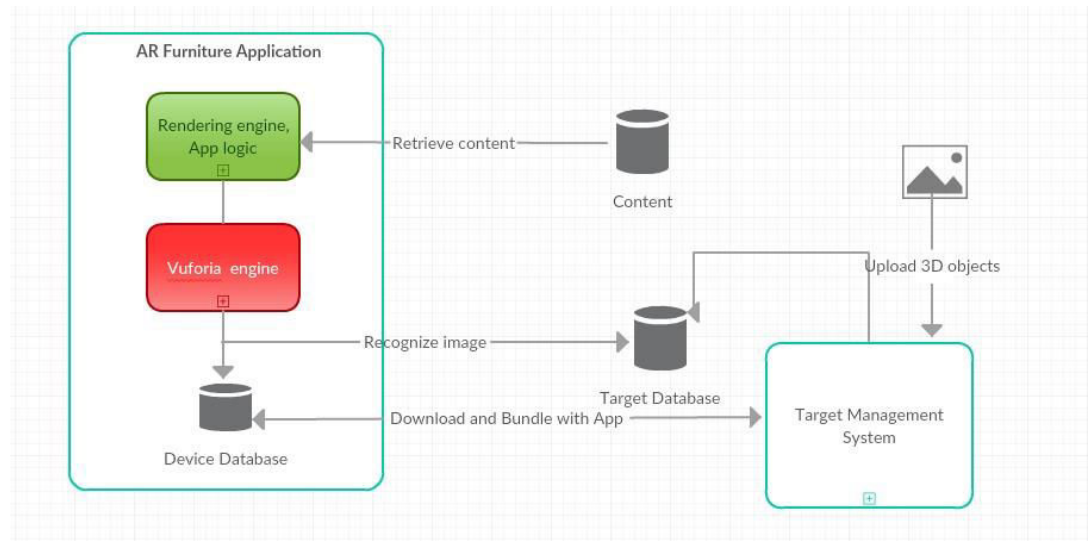 AR Furniture Application
Rendering engine,
App logic
Retrieve content
Content
Vuforia engine
Upload 3D objects
Recognize image
Target Database
Download and Bundle with App
Target Management
System
Device Database